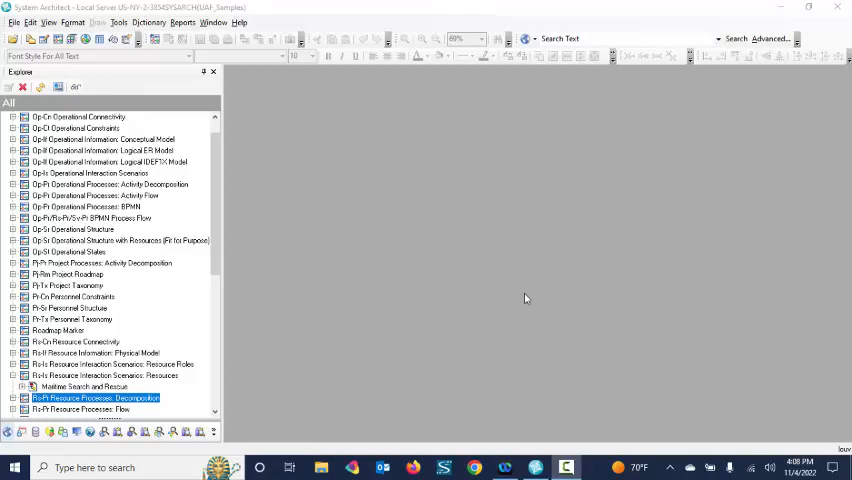 System Architect - Local Server US-NY-2-3854SYSARCH(UAF_Samples)
File Edit View Format Draw Tools Dictionary Reports Window Help
69% Search Text Search Advanced...
Font Style For All Text 10 B I U A
Explorer
All
Op-Cn Operational Connectivity
Op-Ct Operational Constraints
Op-If Operational Information: Conceptual Model
Op-If Operational Information: Logical ER Model
Op-If Operational Information: Logical IDEF1X Model
Op-Is Operational Interaction Scenarios
Op-Pr Operational Processes: Activity Decomposition
Op-Pr Operational Processes: Activity Flow
Op-Pr Operational Processes: BPMN
Op-Pr/Rs-Pr/Sv-Pr BPMN Process Flow
Op-Sr Operational Structure
Op-Sr Operational Structure with Resources (Fit for Purpose)
Op-St Operational States
Pj-Pr Project Processes: Activity Decomposition
Pj-Rm Project Roadmap
Pj-Tx Project Taxonomy
Pr-Cn Personnel Constraints
Pr-Sr Personnel Structure
Pr-Tx Personnel Taxonomy
Roadmap Marker
Rs-Cn Resource Connectivity
Rs-If Resource Information: Physical Model
Rs-Is Resource Interaction Scenarios: Resource Roles
Rs-Is Resource Interaction Scenarios: Resources
Maritime Search and Rescue
Rs-Pr Resource Processes: Decomposition
Rs-Pr Resource Processes: Flow
louv
Type here to search
70°F
4:08 PM
11/4/2022